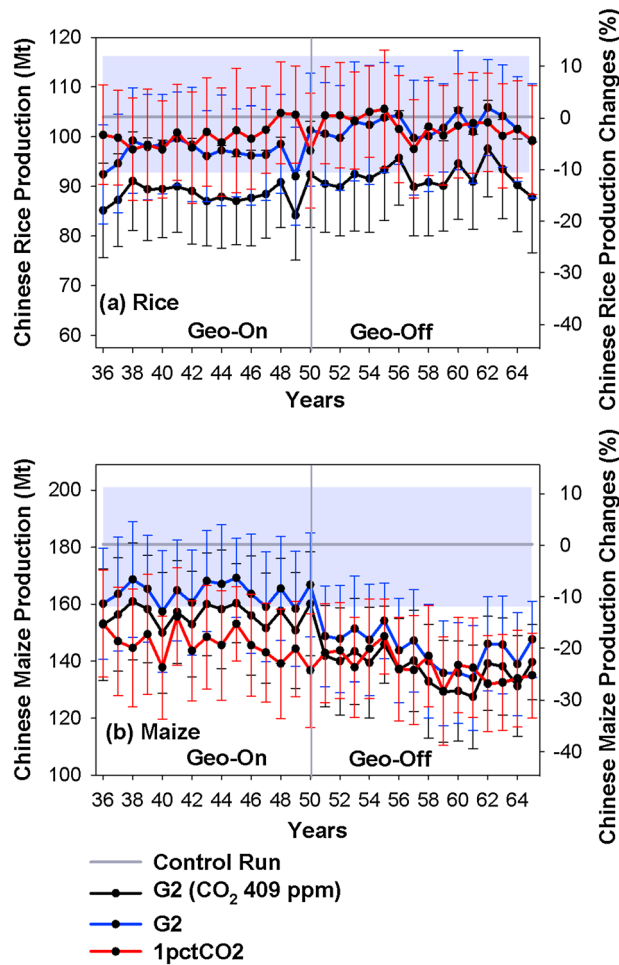 Chinese Rice Production (Mt)
120
110
100
90
80
70
60
10
0
-10
-20
-30
-40
Chinese Rice Production Changes (%)
(a) Rice
Geo-On
Geo-Off
36 38 40 42 44 46 48 50 52 54 56 58 60 62 64
Years
Chinese Maize Production (Mt)
200
180
160
140
120
100
10
0
-10
-20
-30
-40
Chinese Maize Production Changes (%)
(b) Maize
Geo-On
Geo-Off
36 38 40 42 44 46 48 50 52 54 56 58 60 62 64
Years
Control Run
G2 (CO₂ 409 ppm)
G2
1pctCO2